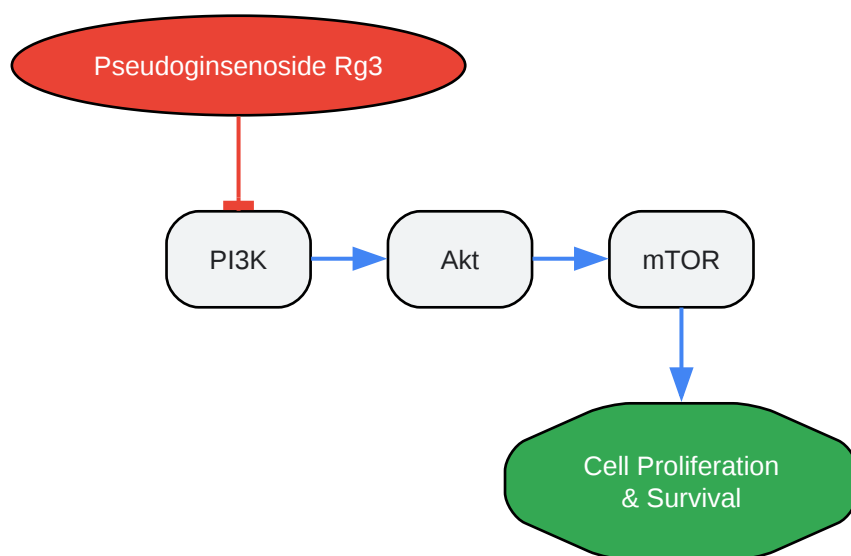 Pseudoginsenoside Rg3
PI3K
Akt
mTOR
Cell Proliferation
& Survival